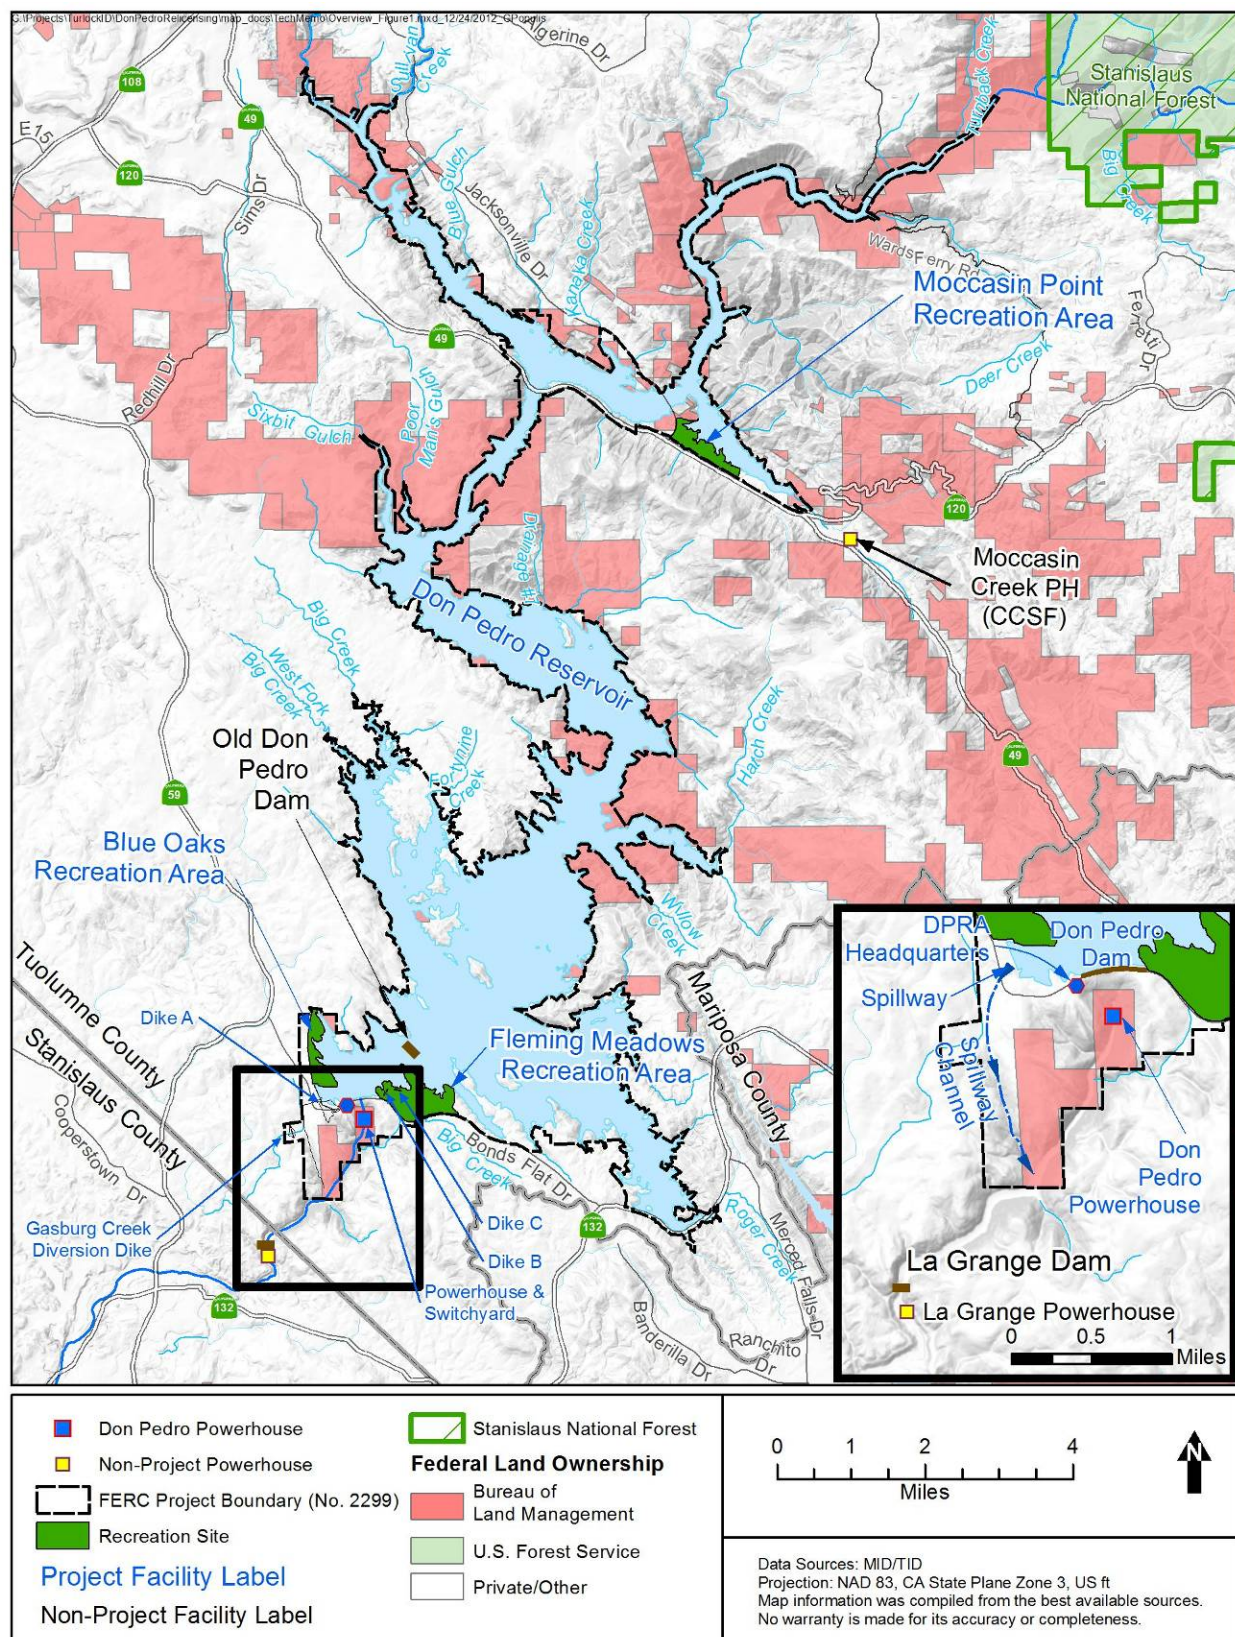 G:\Projects\TurlockID\DonPedroRelicensing\map_docs\TechMemo\Overview_Figure1.mxd_12/24/2012_GPopolis
Algerine Dr
Sullivan
Creek
Turnback Creek
Stanislaus
National Forest
108
49
E15
120
Sims Dr
Blue Gulch
Jacksonville Dr
Kanaka Creek
Big
Creek
Wards Ferry Rd
Moccasin Point
Recreation Area
Ferretti Dr
49
Redhill Dr
Poor
Man's Gulch
Deer Creek
Sixbit Gulch
Drainage #1
120
Moccasin
Creek PH
(CCSF)
Don Pedro Reservoir
Big Creek
West Fork
Big Creek
Hatch Creek
Old Don
Pedro
Dam
Fortynine
Creek
49
59
Blue Oaks
Recreation Area
Willow
Creek
Tuolumne County
Stanislaus County
Mariposa County
Dike A
Fleming Meadows
Recreation Area
Cooperstown Dr
Big
Creek
Bonds Flat Dr
Gasburg Creek
Diversion Dike
Dike C
Dike B
132
Rogers Creek
Merced Falls Dr
Powerhouse &
Switchyard
132
Banderilla Dr
Ranchito
Dr
DPRA
Headquarters
Don Pedro
Dam
Spillway
Spillway
Channel
Don
Pedro
Powerhouse
La Grange Dam
La Grange Powerhouse
0 0.5 1
Miles
Don Pedro Powerhouse
Non-Project Powerhouse
FERC Project Boundary (No. 2299)
Recreation Site
Project Facility Label
Non-Project Facility Label
Stanislaus National Forest
Federal Land Ownership
Bureau of
Land Management
U.S. Forest Service
Private/Other
0 1 2 4
Miles
N
Data Sources: MID/TID
Projection: NAD 83, CA State Plane Zone 3, US ft
Map information was compiled from the best available sources.
No warranty is made for its accuracy or completeness.